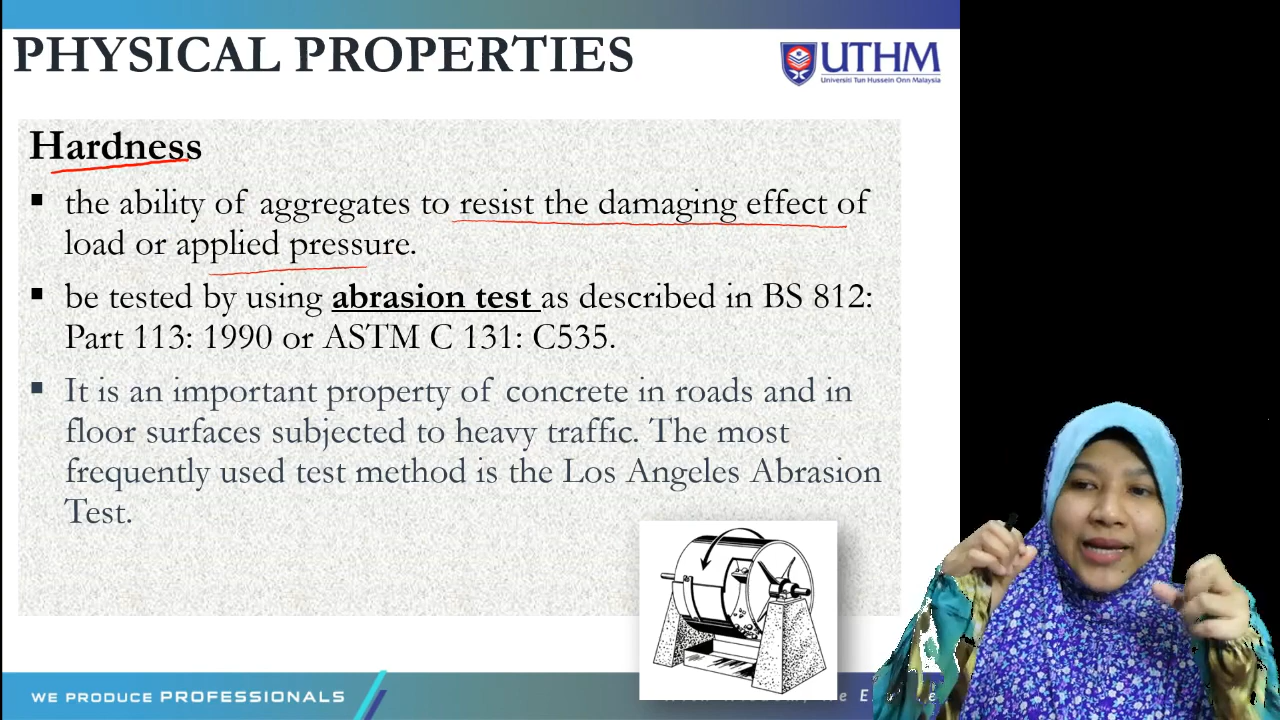 PHYSICAL PROPERTIES
UTHM
Universiti Tun Hussein Onn Malaysia
Hardness
▪ the ability of aggregates to resist the damaging effect of
load or applied pressure.
▪ be tested by using abrasion test as described in BS 812:
Part 113: 1990 or ASTM C 131: C535.
▪ It is an important property of concrete in roads and in
floor surfaces subjected to heavy traffic. The most
frequently used test method is the Los Angeles Abrasion
Test.
WE PRODUCE PROFESSIONALS